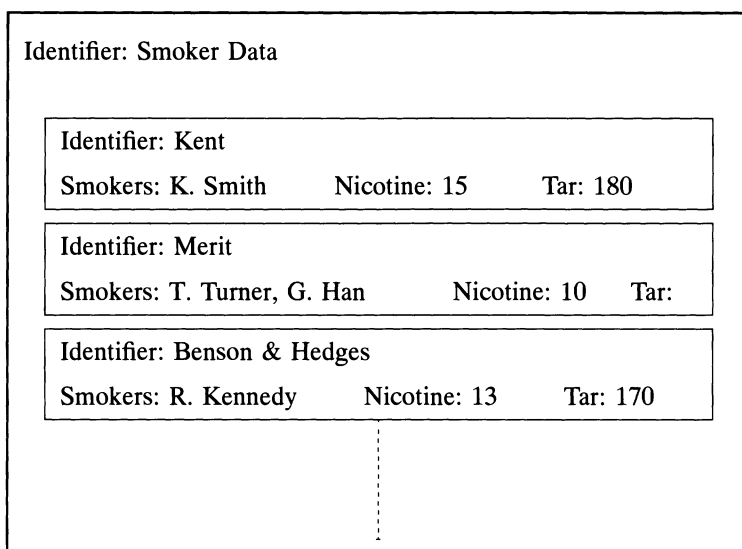 Identifier: Smoker Data
Identifier: Kent
Smokers: K. Smith Nicotine: 15 Tar: 180
Identifier: Merit
Smokers: T. Turner, G. Han Nicotine: 10 Tar:
Identifier: Benson & Hedges
Smokers: R. Kennedy Nicotine: 13 Tar: 170